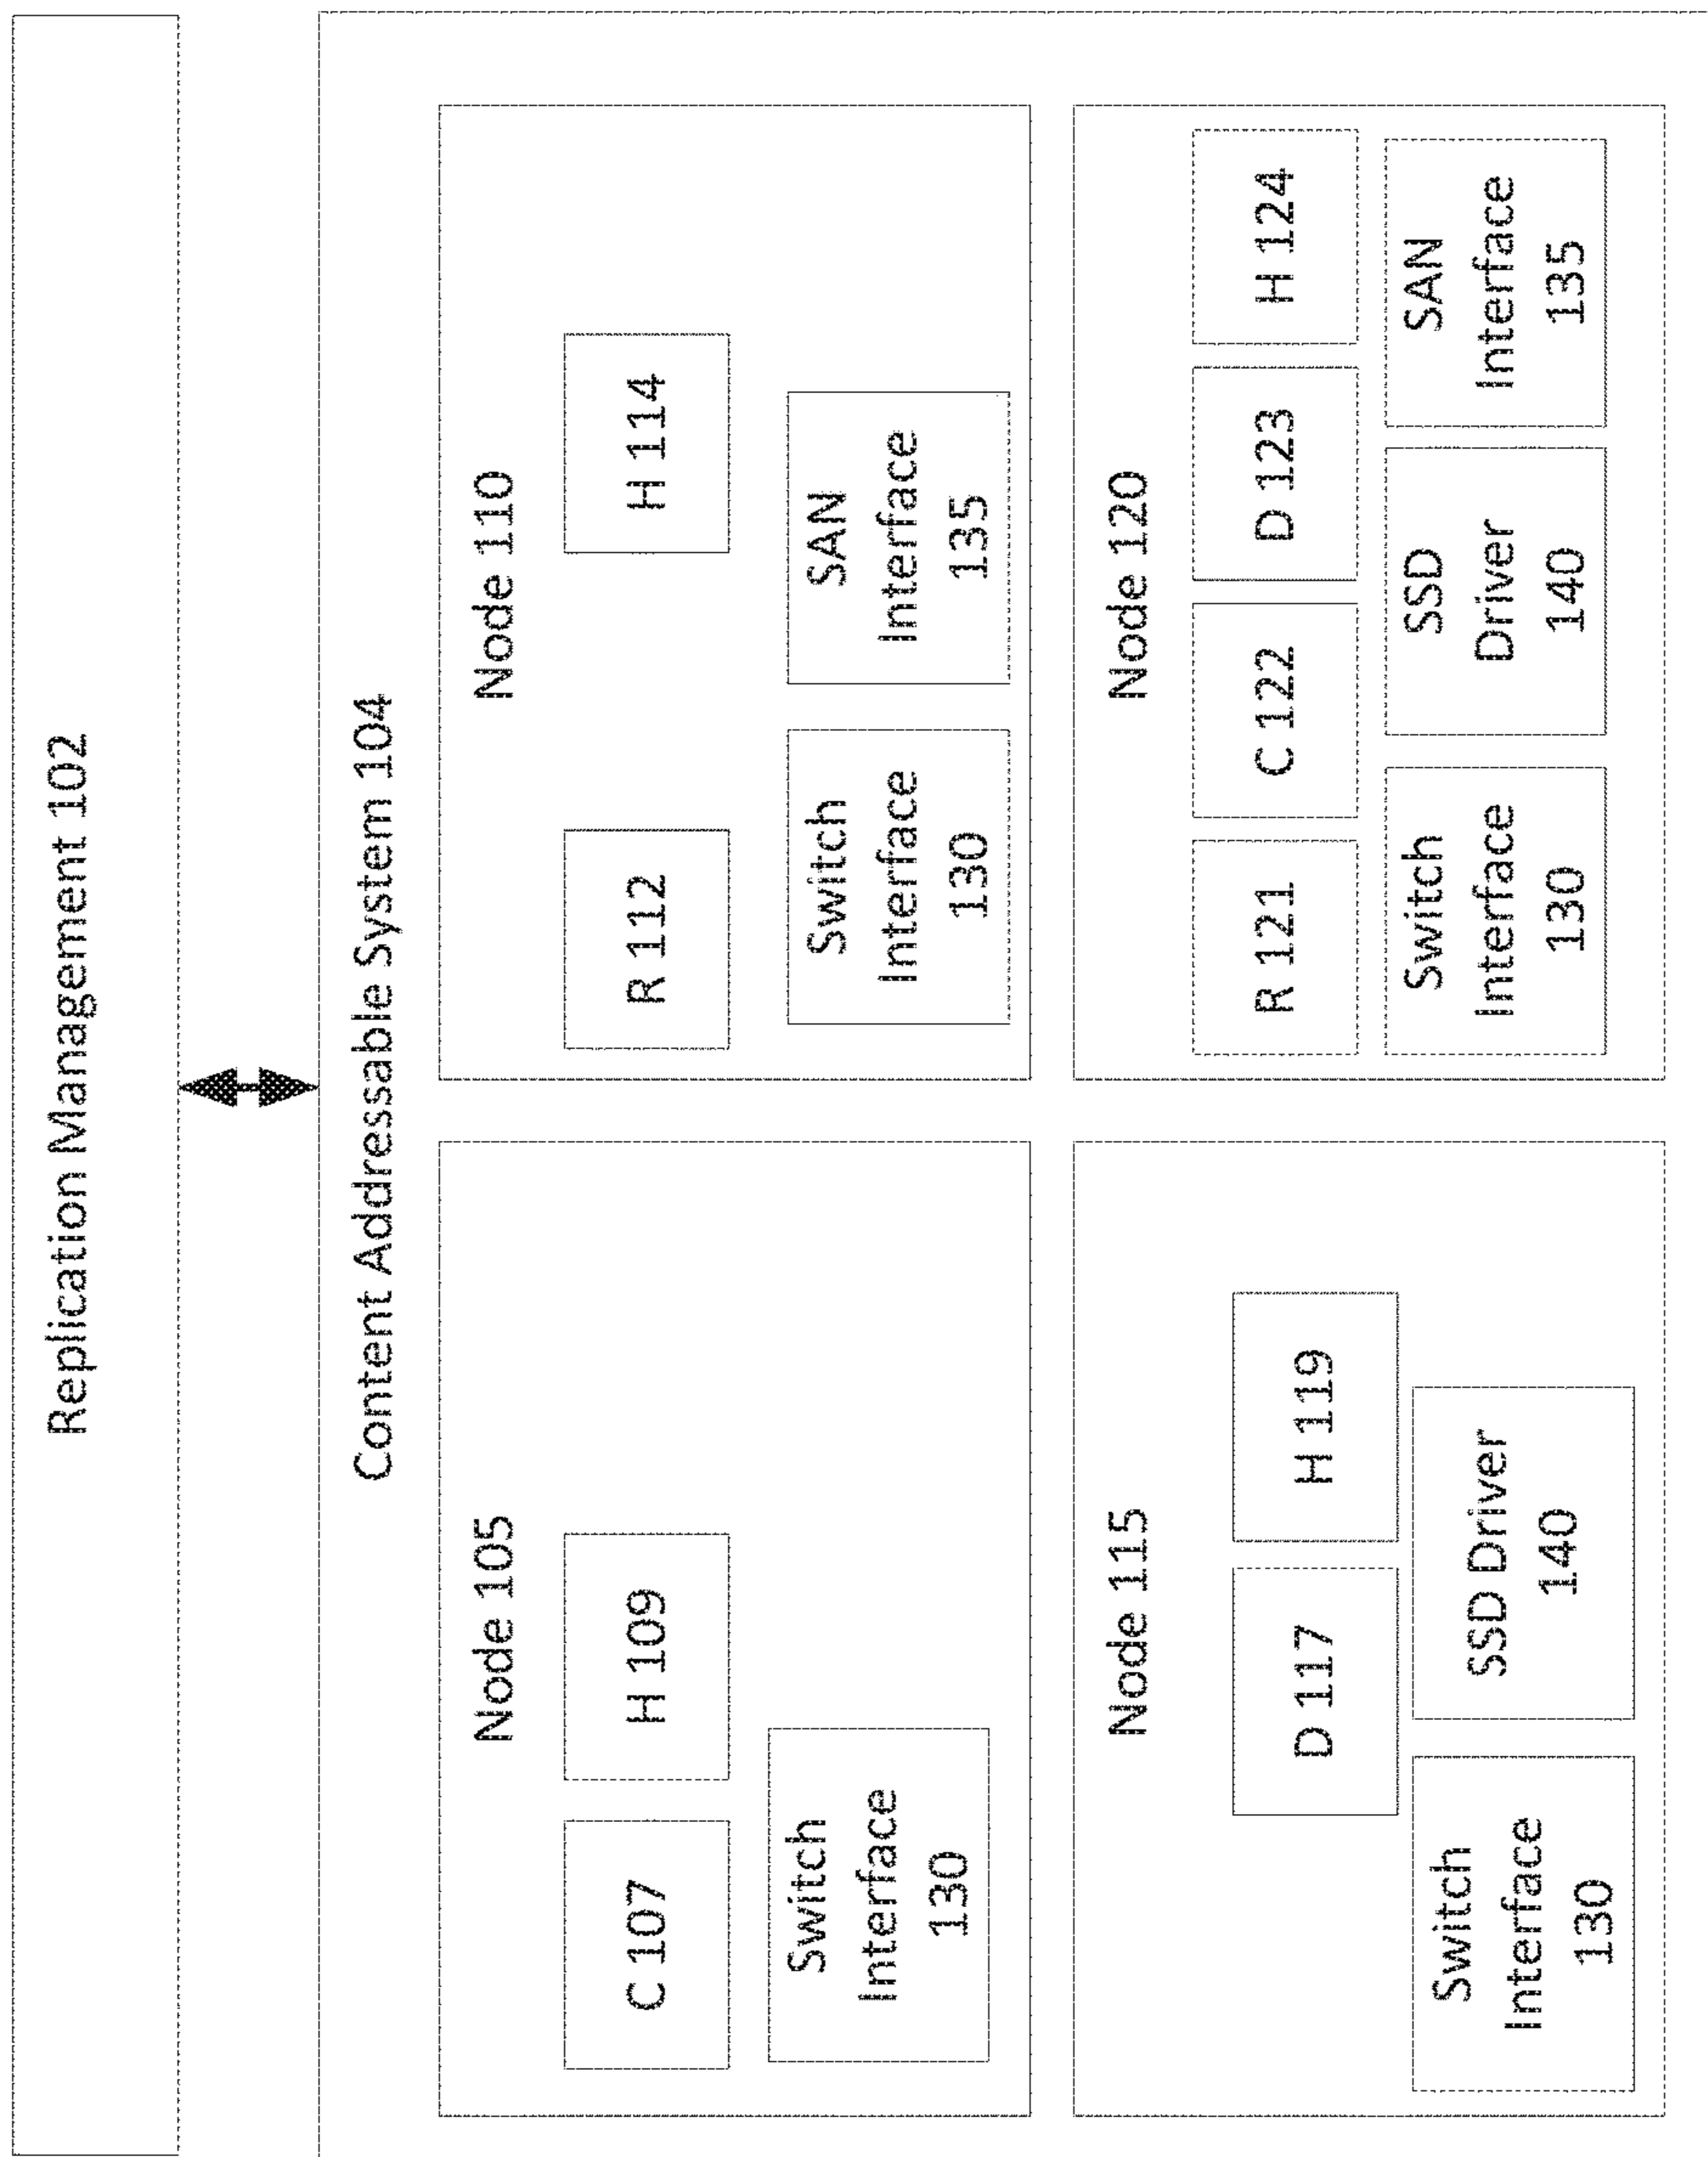 Replication Management 102
Content Addressable System 104
Node 105
C 107
H 109
Switch
Interface
130
Node 110
R 112
H 114
Switch
Interface
130
SAN
Interface
135
Node 115
D 117
H 119
Switch
Interface
130
SSD Driver
140
Node 120
R 121
C 122
D 123
H 124
Switch
Interface
130
SSD
Driver
140
SAN
Interface
135